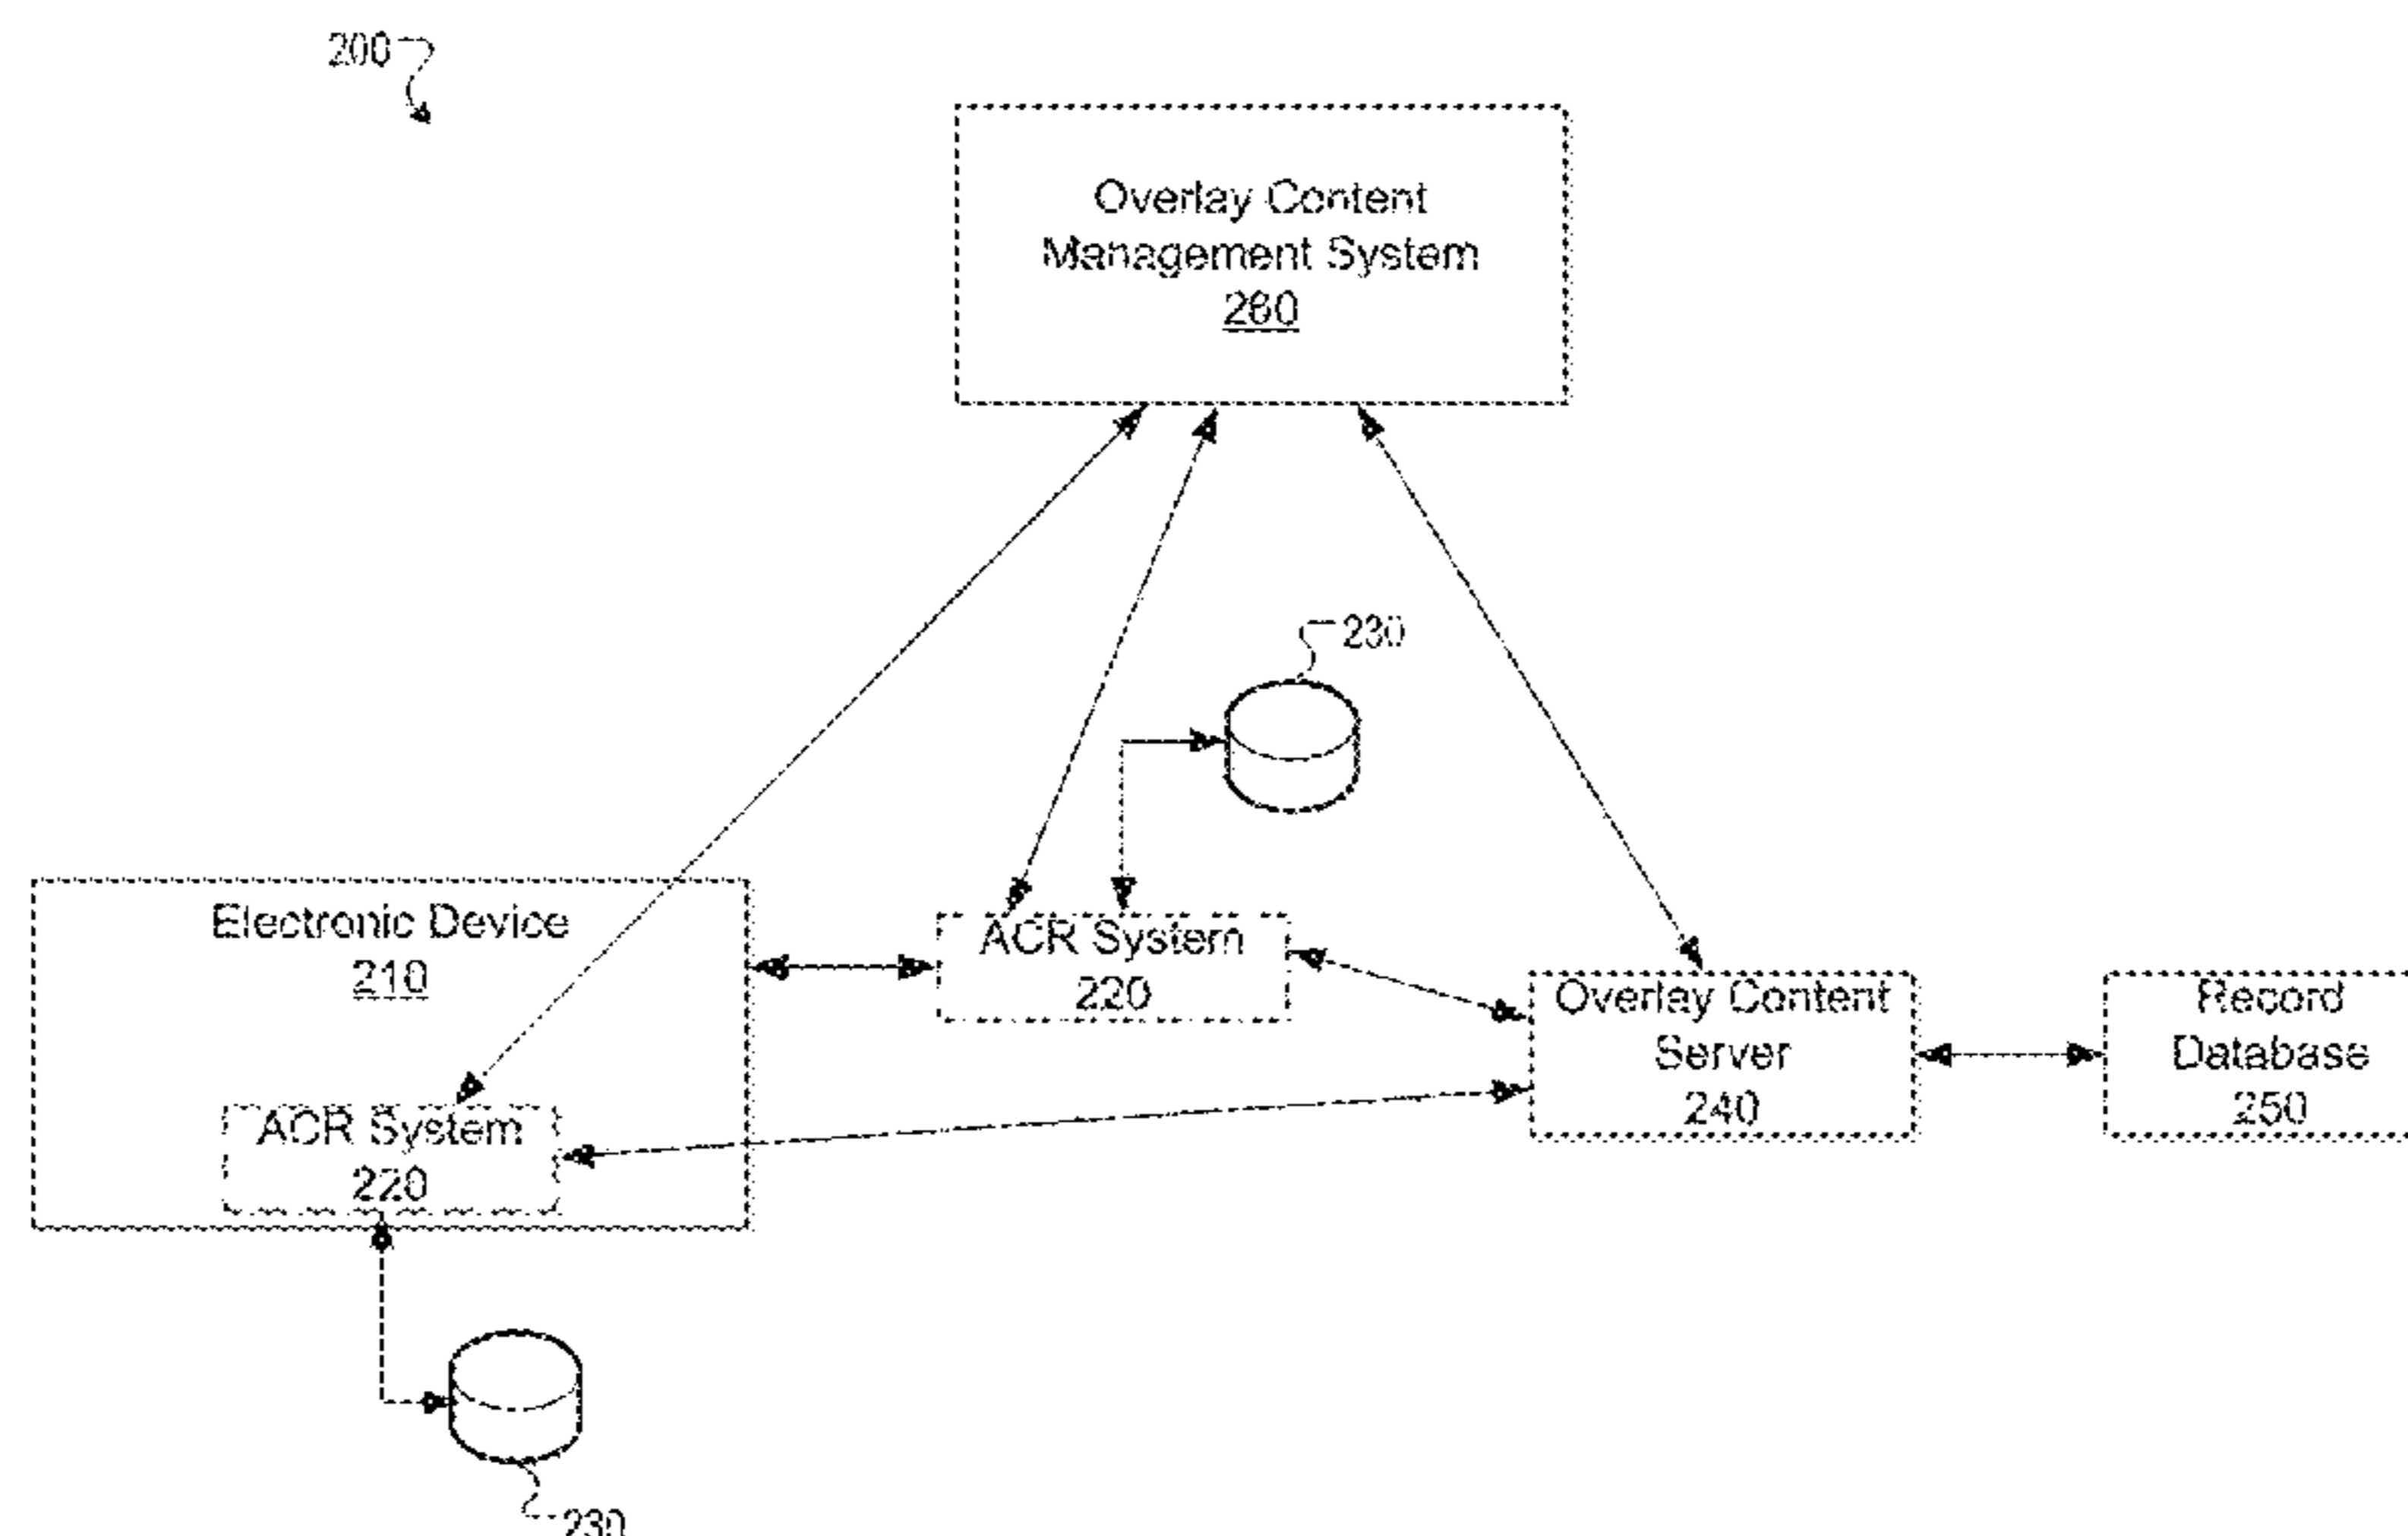 200
Overlay Content
Management System
260
230
Electronic Device
210
ACR System
220
Overlay Content
Server
240
Record
Database
250
ACR System
220
230